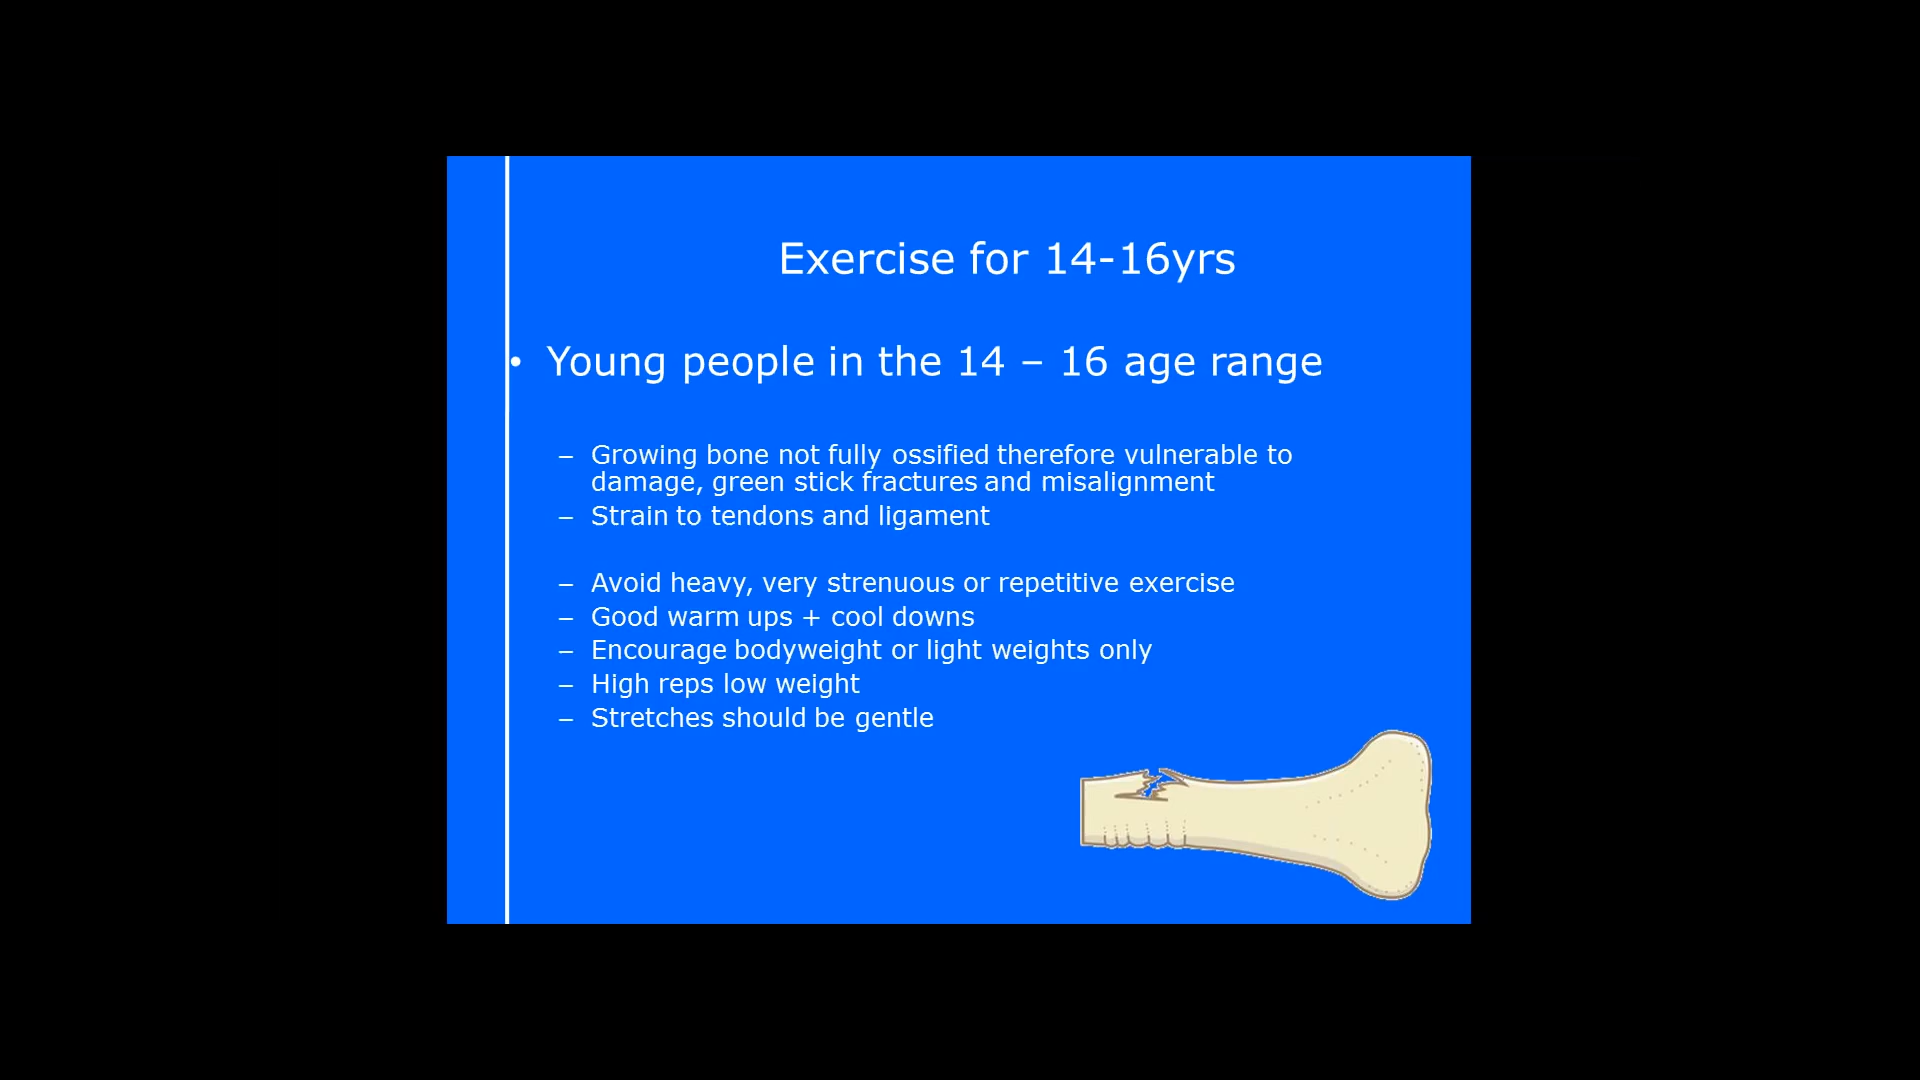 Exercise for 14-16yrs
• Young people in the 14 – 16 age range
– Growing bone not fully ossified therefore vulnerable to
damage, green stick fractures and misalignment
– Strain to tendons and ligament
– Avoid heavy, very strenuous or repetitive exercise
– Good warm ups + cool downs
– Encourage bodyweight or light weights only
– High reps low weight
– Stretches should be gentle